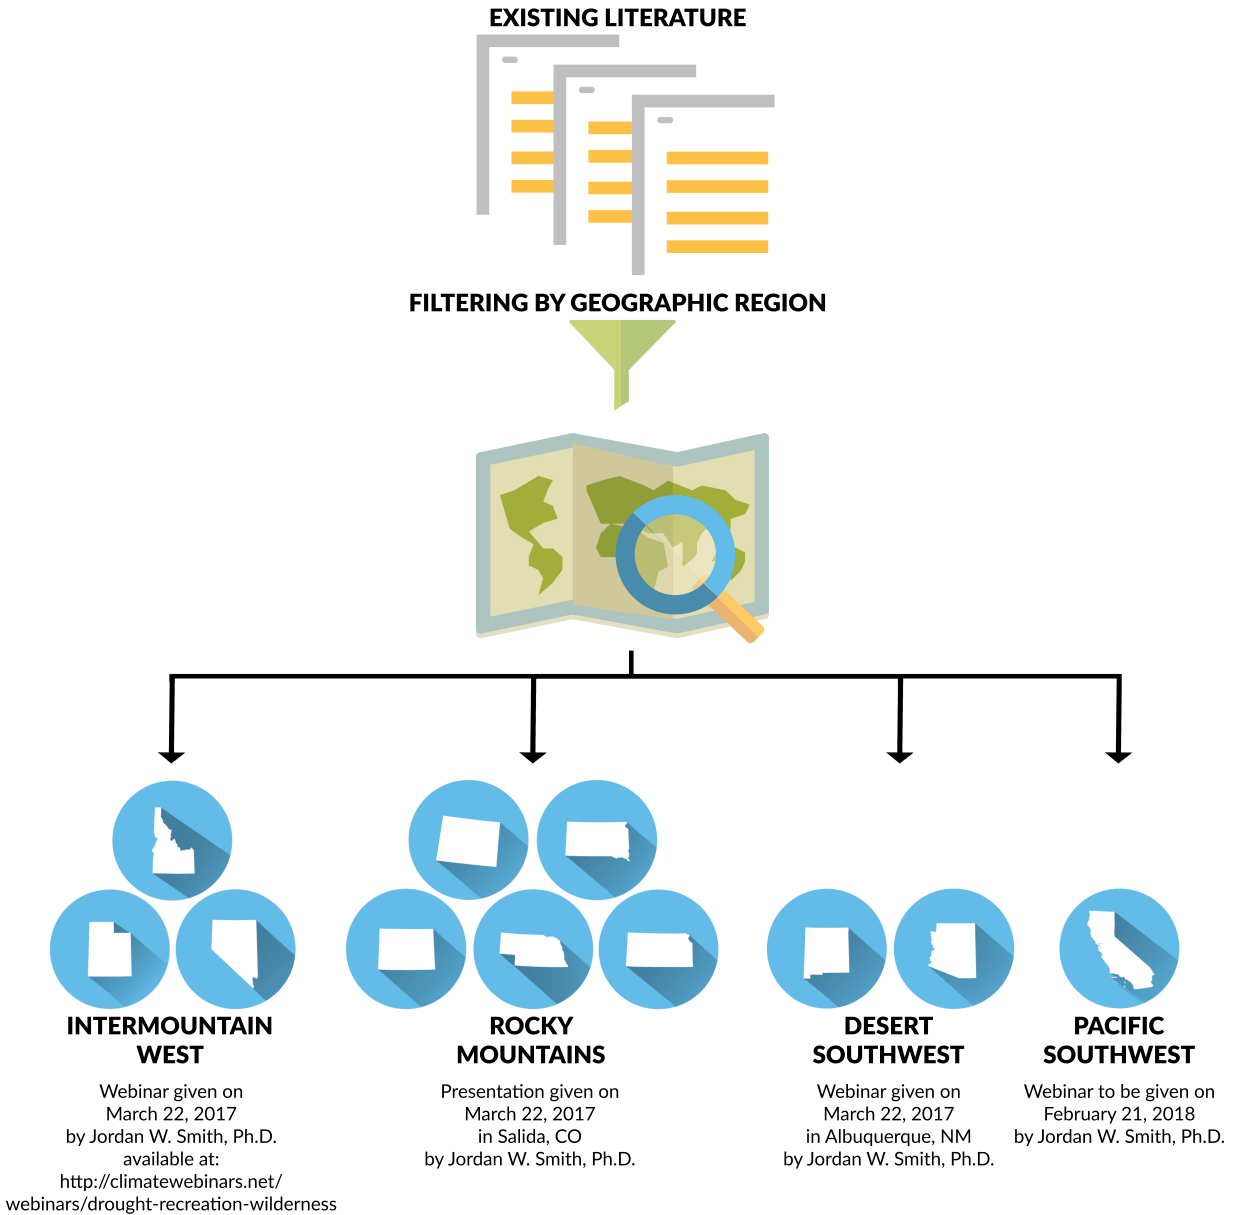 EXISTING LITERATURE
FILTERING BY GEOGRAPHIC REGION
INTERMOUNTAIN
WEST
Webinar given on
March 22, 2017
by Jordan W. Smith, Ph.D.
available at:
http://climatewebinars.net/
webinars/drought-recreation-wilderness
ROCKY
MOUNTAINS
Presentation given on
March 22, 2017
in Salida, CO
by Jordan W. Smith, Ph.D.
DESERT
SOUTHWEST
Webinar given on
March 22, 2017
in Albuquerque, NM
by Jordan W. Smith, Ph.D.
PACIFIC
SOUTHWEST
Webinar to be given on
February 21, 2018
by Jordan W. Smith, Ph.D.